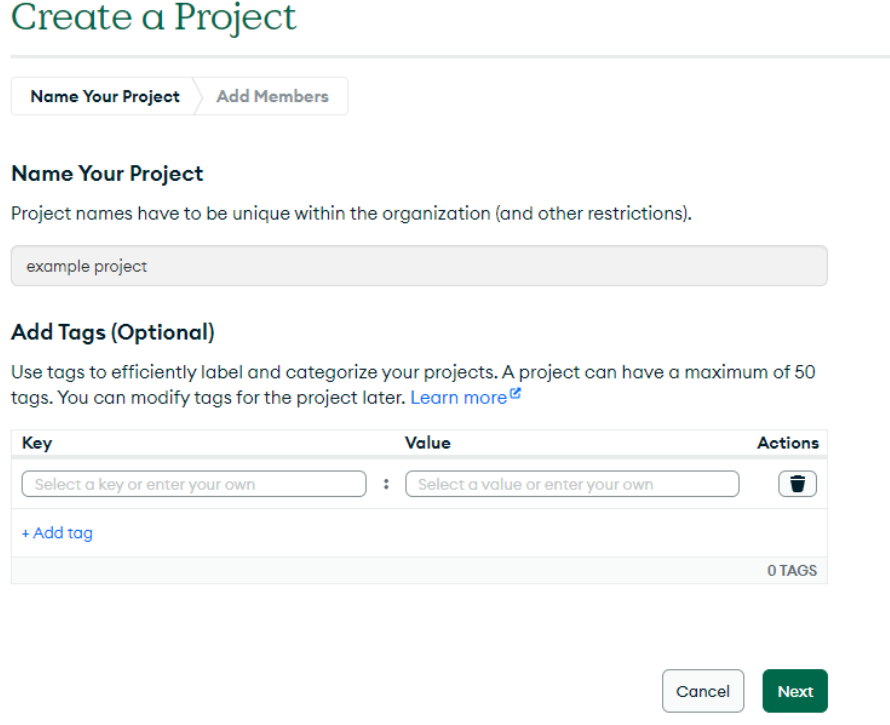 Create a Project
Name Your Project
Add Members
Name Your Project
Project names have to be unique within the organization (and other restrictions).
example project
Add Tags (Optional)
Use tags to efficiently label and categorize your projects. A project can have a maximum of 50
tags. You can modify tags for the project later. Learn more
Key Value Actions
Select a key or enter your own : Select a value or enter your own
+ Add tag
0 TAGS
Cancel Next